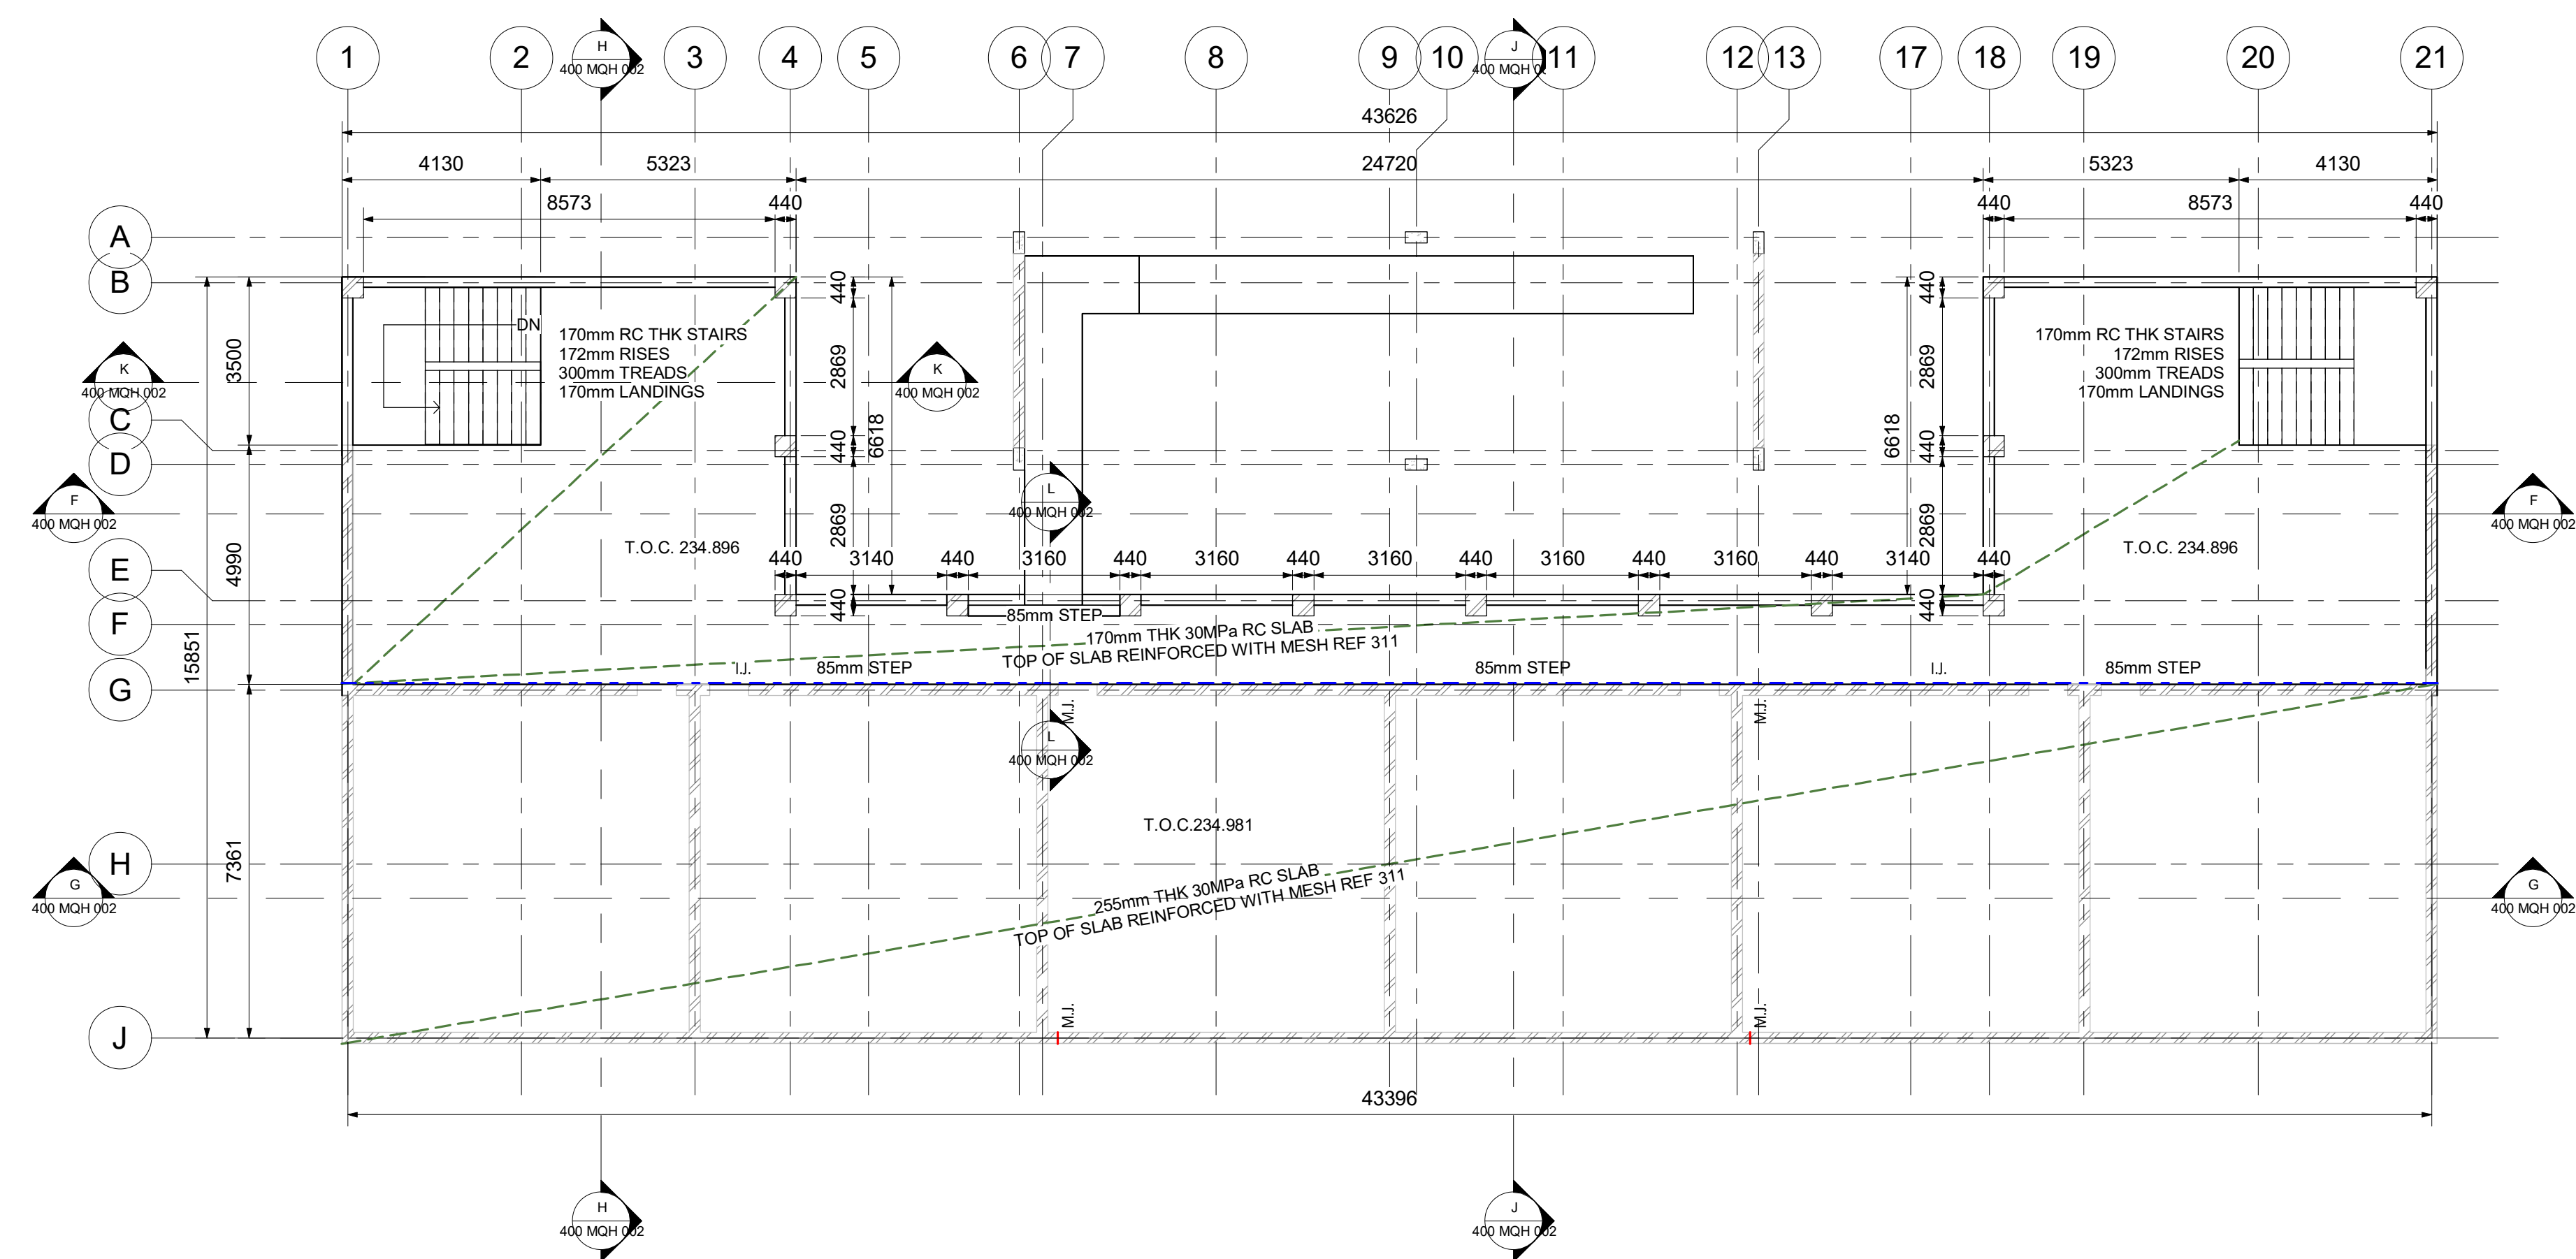 1 2 3 4 5 6 7 8 9 10 11 12 13 17 18 19 20 21
H
400 MQH 002
J
400 MQH 0
43626
4130 5323 24720 5323 4130
8573 440 440 8573 440
A
B
C
D
E
F
G
H
J
3500
4990
7361
15851
DN
170mm RC THK STAIRS
172mm RISES
300mm TREADS
170mm LANDINGS
440
2869
440
2869
440
6618
K
400 MQH 002
K
400 MQH 002
170mm RC THK STAIRS
172mm RISES
300mm TREADS
170mm LANDINGS
440
2869
440
2869
440
6618
F
400 MQH 002
L
400 MQH 002
F
400 MQH 002
T.O.C. 234.896
T.O.C. 234.896
440 3140 440 3160 440 3160 440 3160 440 3160 440 3160 440 3140 440
85mm STEP
170mm THK 30MPa RC SLAB
TOP OF SLAB REINFORCED WITH MESH REF 311
I.J. 85mm STEP 85mm STEP I.J. 85mm STEP
M.J. M.J.
L
400 MQH 002
T.O.C.234.981
255mm THK 30MPa RC SLAB
TOP OF SLAB REINFORCED WITH MESH REF 311
G
400 MQH 002
G
400 MQH 002
M.J. M.J.
43396
H
400 MQH 002
J
400 MQH 002